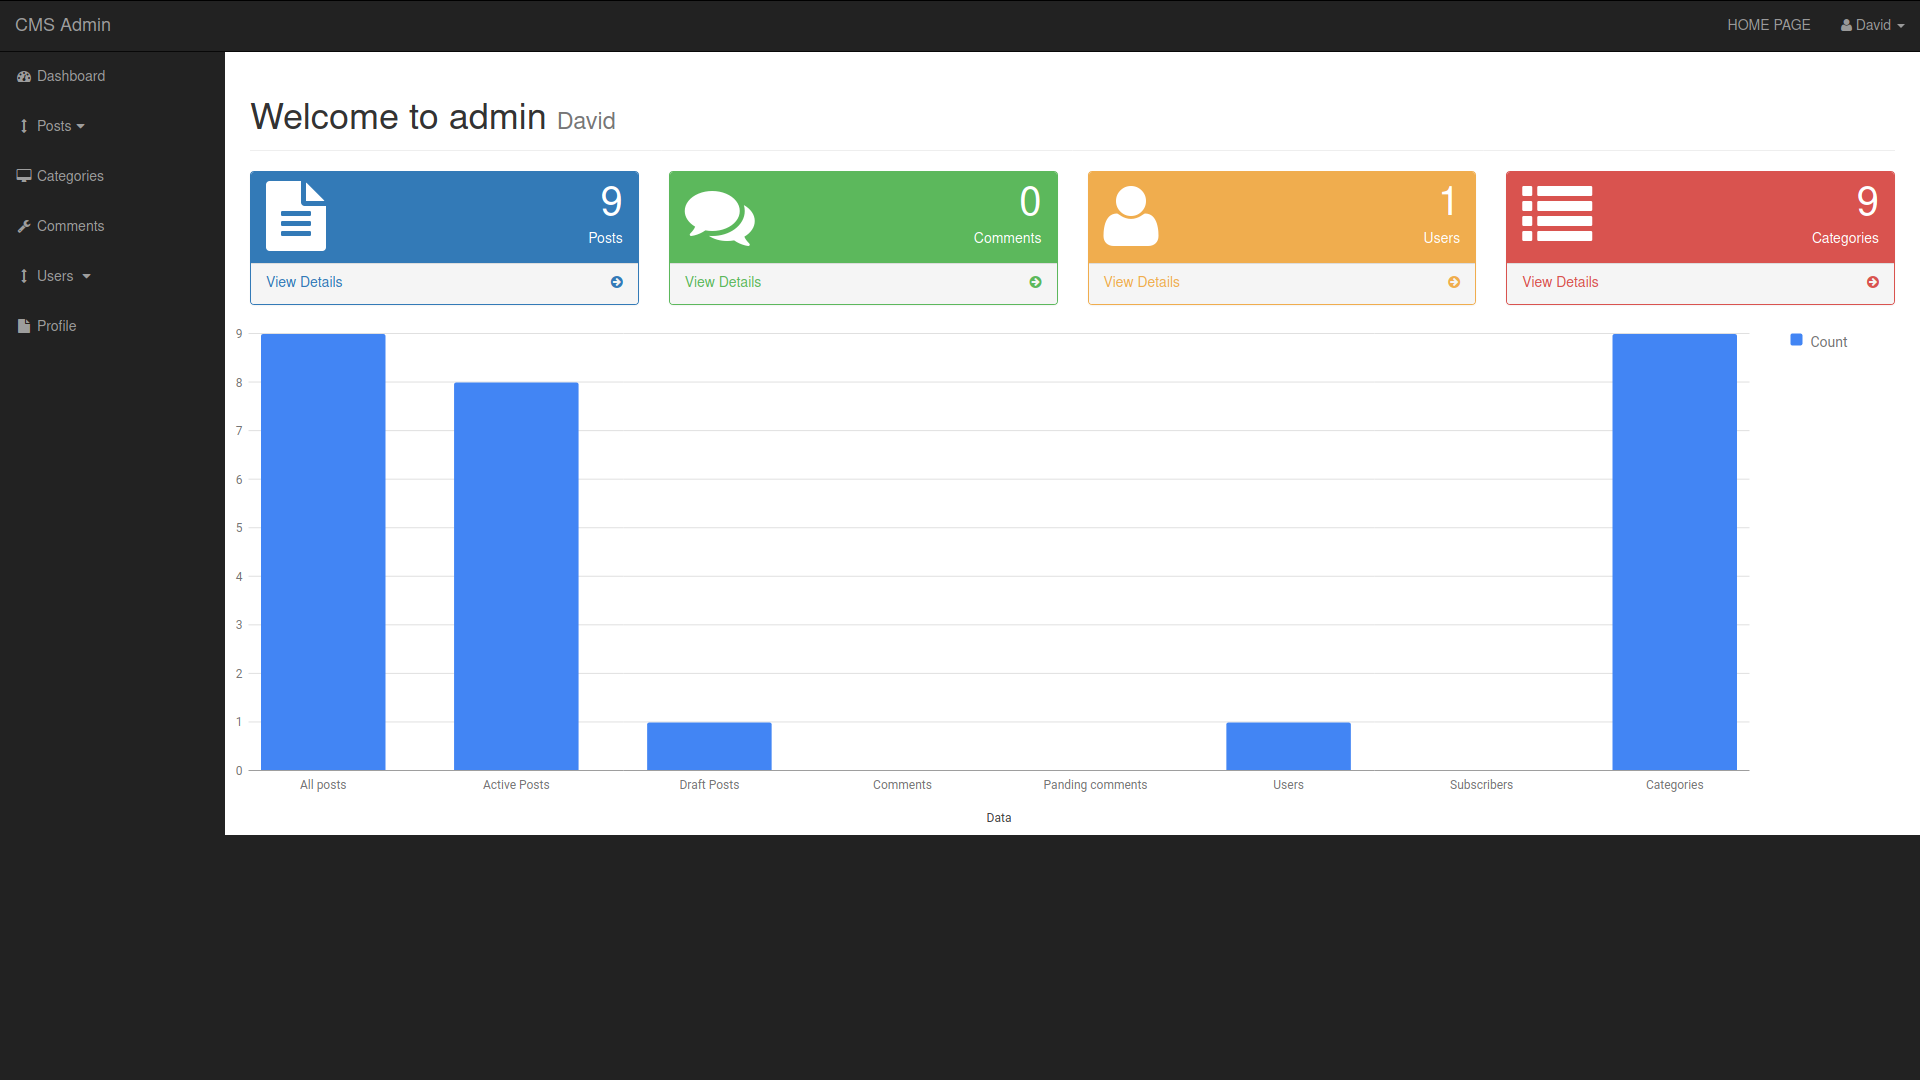 CMS Admin
HOME PAGE
David
Dashboard
Posts
Categories
Comments
Users
Profile
Welcome to admin David
9
Posts
View Details
0
Comments
View Details
1
Users
View Details
9
Categories
View Details
9
8
7
6
5
4
3
2
1
0
All posts
Active Posts
Draft Posts
Comments
Panding comments
Users
Subscribers
Categories
Data
Count